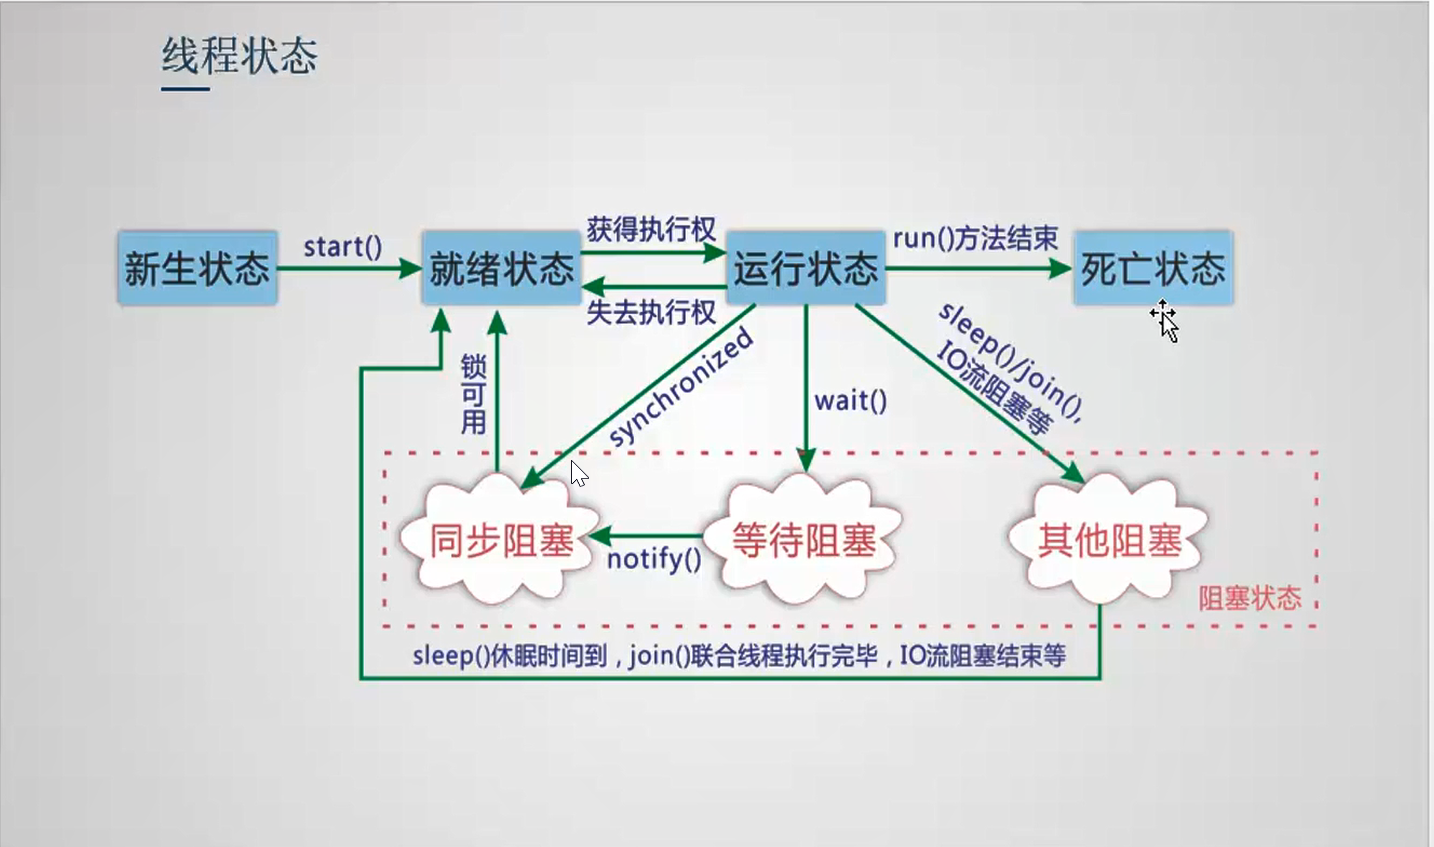 线程状态
新生状态
start()
就绪状态
获得执行权
失去执行权
运行状态
run()方法结束
死亡状态
锁可用
synchronized
wait()
sleep()/join(),
IO流阻塞等
同步阻塞
notify()
等待阻塞
其他阻塞
阻塞状态
sleep()休眠时间到，join()联合线程执行完毕，IO流阻塞结束等